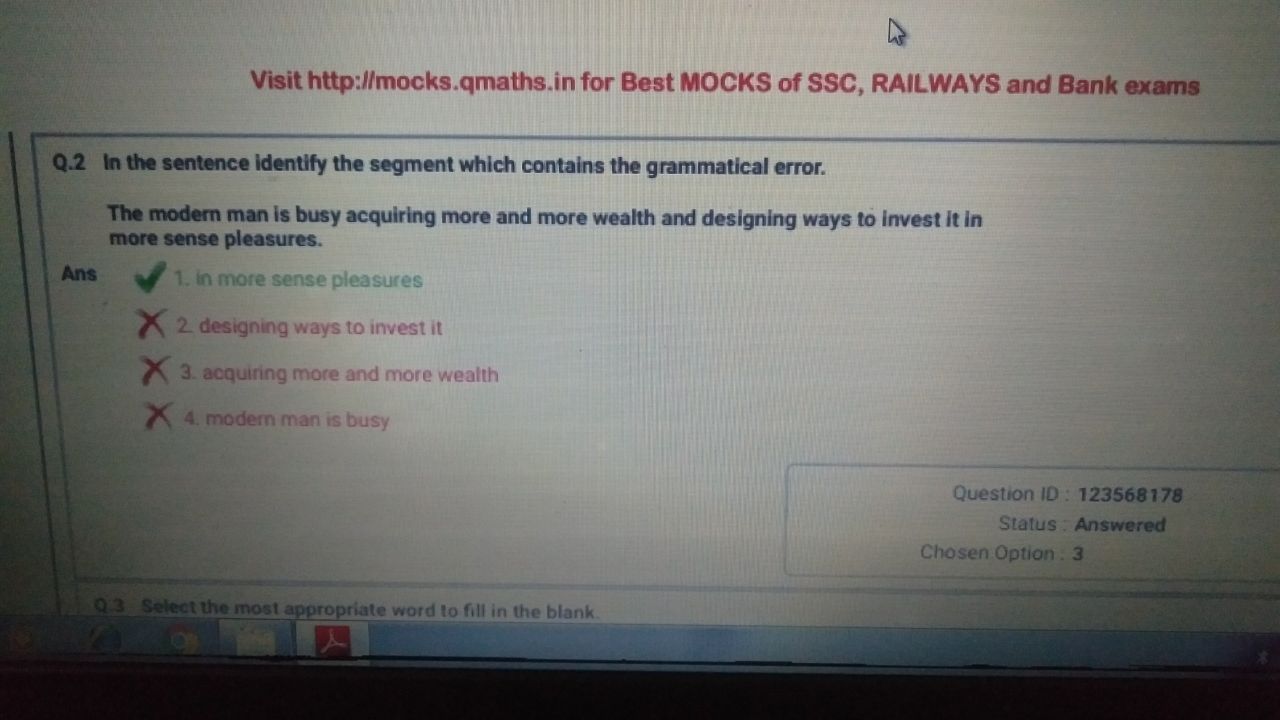 Visit http://mocks.qmaths.in for Best MOCKS of SSC, RAILWAYS and Bank exams
Q.2 In the sentence identify the segment which contains the grammatical error.
The modern man is busy acquiring more and more wealth and designing ways to invest it in
more sense pleasures.
Ans 1. in more sense pleasures
2. designing ways to invest it
3. acquiring more and more wealth
4. modern man is busy
Question ID : 123568178
Status : Answered
Chosen Option : 3
Q.3 Select the most appropriate word to fill in the blank.